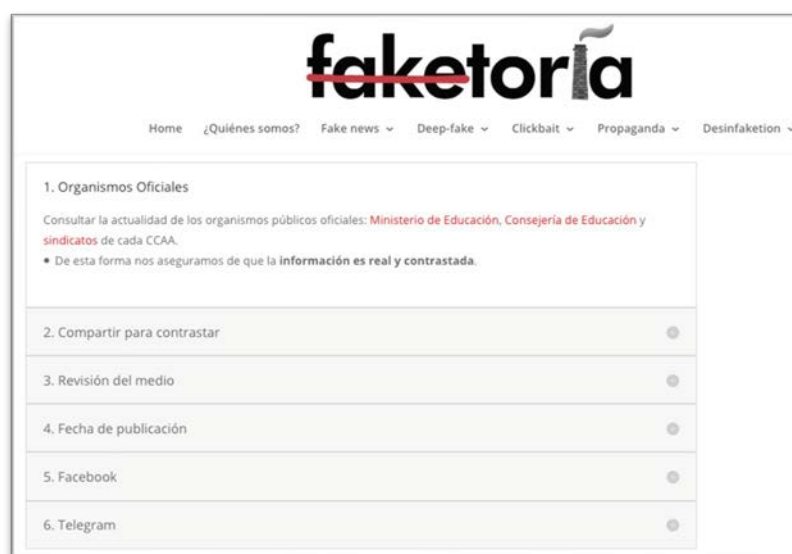 faketoría
Home ¿Quiénes somos? Fake news Deep-fake Clickbait Propaganda Desinfaketion
1. Organismos Oficiales
Consultar la actualidad de los organismos públicos oficiales: Ministerio de Educación, Consejería de Educación y
sindicatos de cada CCAA.
• De esta forma nos aseguramos de que la información es real y contrastada.
2. Compartir para contrastar
3. Revisión del medio
4. Fecha de publicación
5. Facebook
6. Telegram